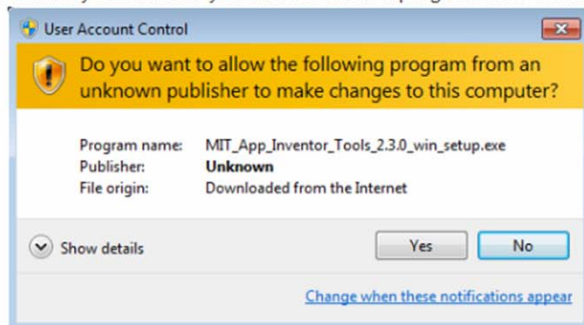 User Account Control
Do you want to allow the following program from an
unknown publisher to make changes to this computer?
Program name: MIT_App_Inventor_Tools_2.3.0_win_setup.exe
Publisher: Unknown
File origin: Downloaded from the Internet
Show details
Yes No
Change when these notifications appear